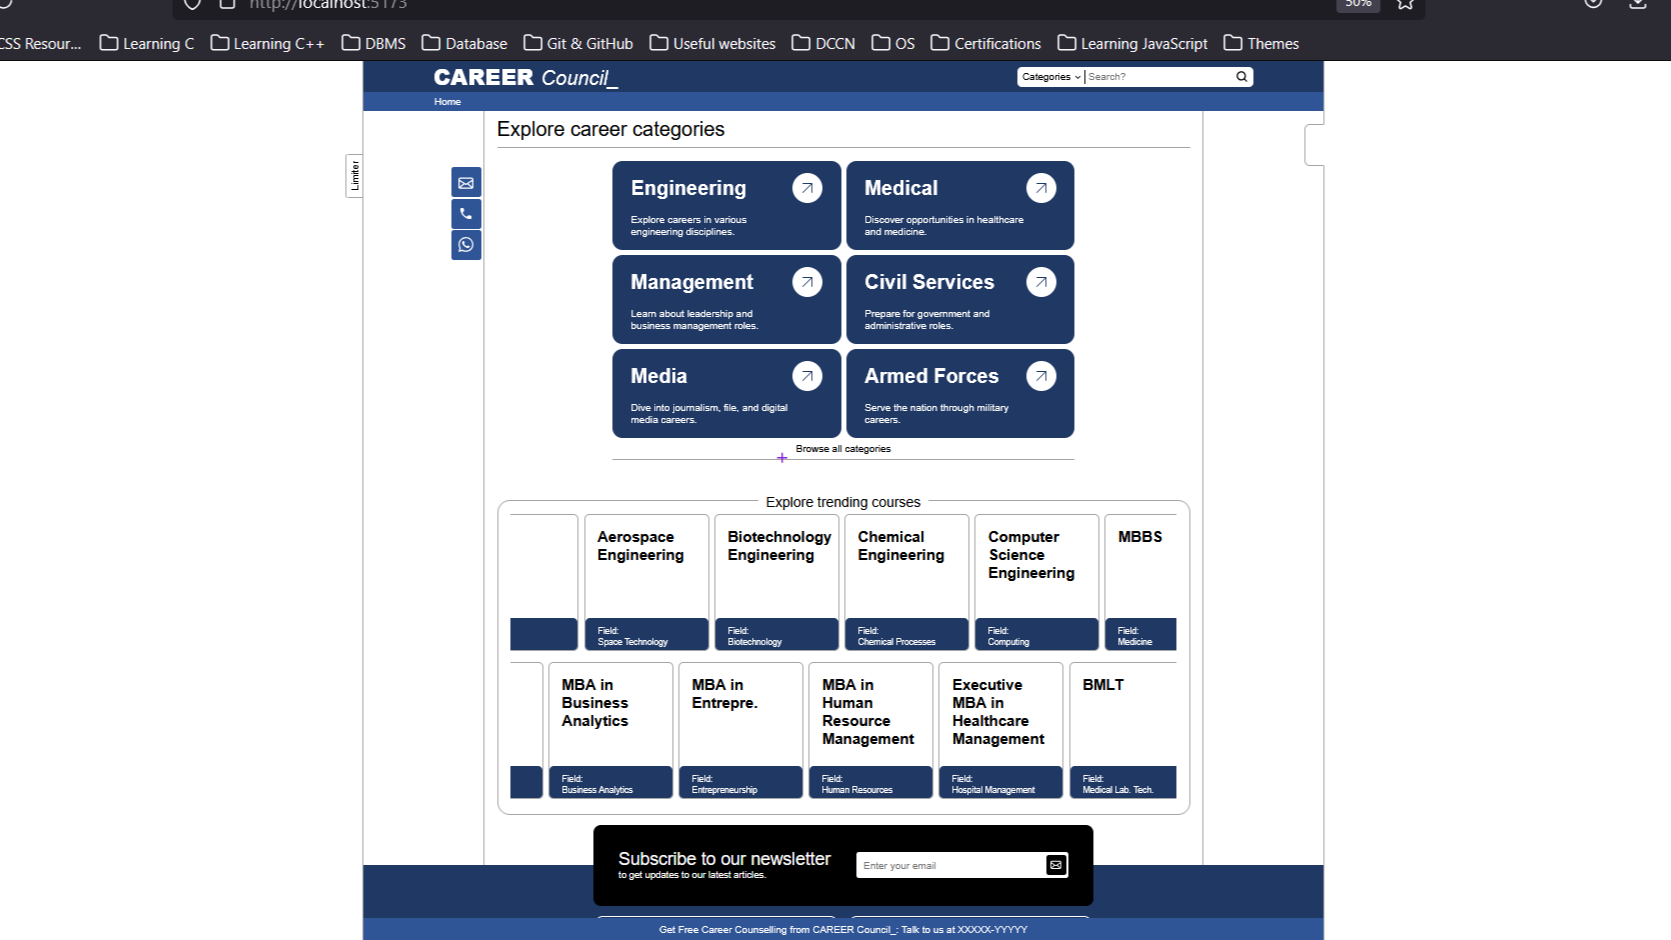 http://localhost:5173
50%
CSS Resour...
Learning C
Learning C++
DBMS
Database
Git & GitHub
Useful websites
DCCN
OS
Certifications
Learning JavaScript
Themes
CAREER Council_
Categories
Search?
Home
Limiter
Explore career categories
Engineering
Explore careers in various
engineering disciplines.
Medical
Discover opportunities in healthcare
and medicine.
Management
Learn about leadership and
business management roles.
Civil Services
Prepare for government and
administrative roles.
Media
Dive into journalism, file, and digital
media careers.
Armed Forces
Serve the nation through military
careers.
Browse all categories
Explore trending courses
Aerospace
Engineering
Field:
Space Technology
Biotechnology
Engineering
Field:
Biotechnology
Chemical
Engineering
Field:
Chemical Processes
Computer
Science
Engineering
Field:
Computing
MBBS
Field:
Medicine
MBA in
Business
Analytics
Field:
Business Analytics
MBA in
Entrepre.
Field:
Entrepreneurship
MBA in
Human
Resource
Management
Field:
Human Resources
Executive
MBA in
Healthcare
Management
Field:
Hospital Management
BMLT
Field:
Medical Lab. Tech.
Subscribe to our newsletter
to get updates to our latest articles.
Enter your email
Get Free Career Counselling from CAREER Council_: Talk to us at XXXXX-YYYYY